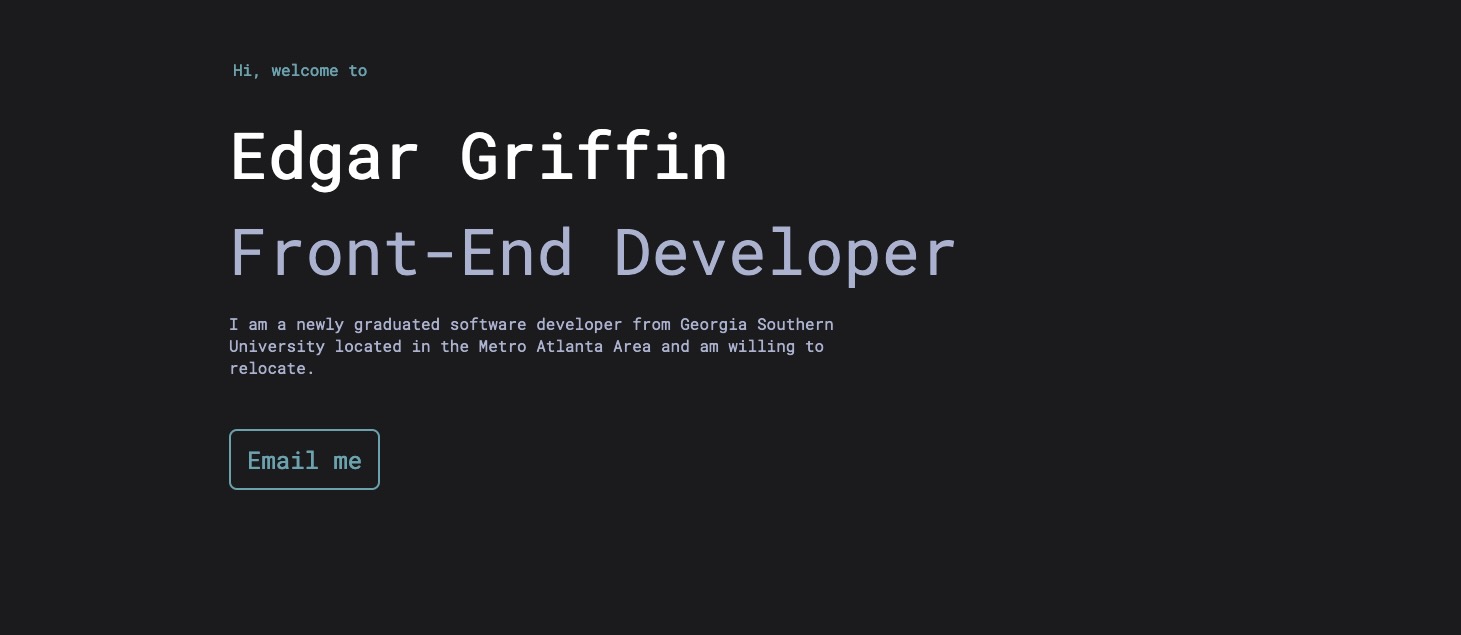 Hi, welcome to
Edgar Griffin
Front-End Developer
I am a newly graduated software developer from Georgia Southern
University located in the Metro Atlanta Area and am willing to
relocate.
Email me